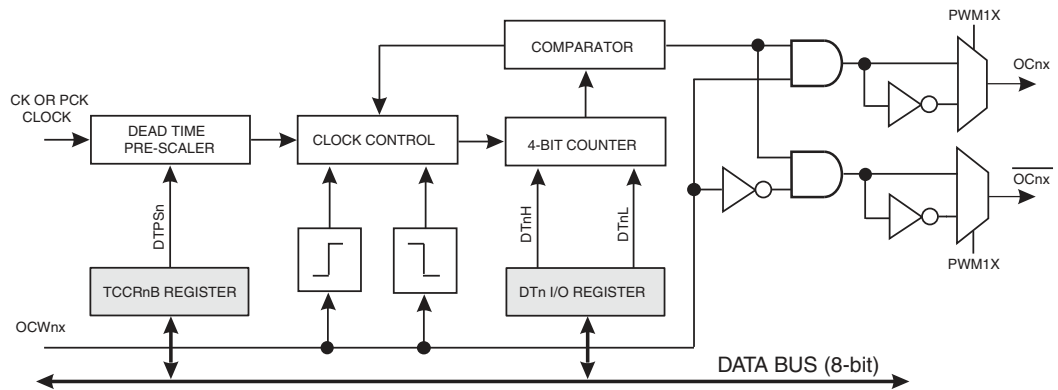 PWM1X
COMPARATOR
OCnx
CK OR PCK
CLOCK
DEAD TIME
PRE-SCALER
CLOCK CONTROL
4-BIT COUNTER
OCnx
DTPSn
DTnH
DTnL
PWM1X
TCCRnB REGISTER
DTn I/O REGISTER
OCWnx
DATA BUS (8-bit)